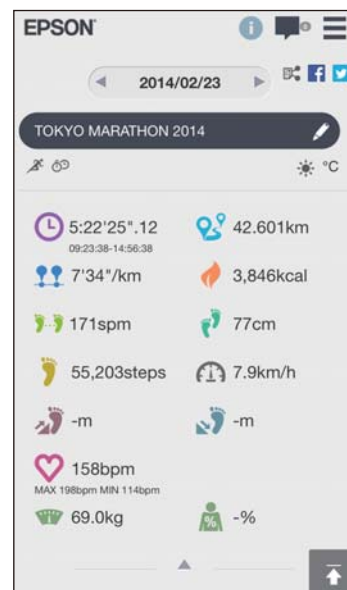 EPSON
2014/02/23
TOKYO MARATHON 2014
°C
5:22'25".12
42.601km
09:23:38-14:56:38
7'34"/km
3,846kcal
171spm
77cm
55,203steps
7.9km/h
-m
-m
158bpm
MAX 198bpm MIN 114bpm
69.0kg
-%